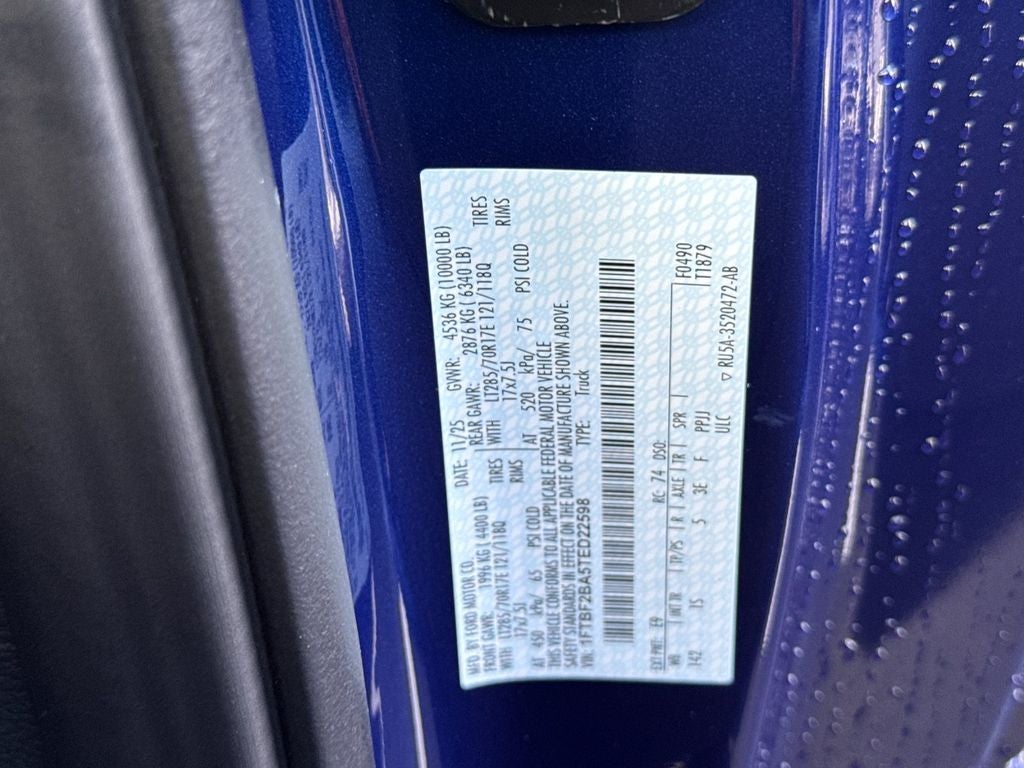 MFD. BY FORD MOTOR CO. DATE: 11/25 GVWR: 4536 KG (10000 LB)
FRONT GAWR: 1996 KG (4400 LB) REAR GAWR: 2876 KG ( 6340 LB)
WITH LT285/70R17E 121/118Q TIRES WITH LT285/70R17E 121/118Q TIRES
17x7.5J RIMS 17x7.5J RIMS
AT 450 kPa/ 65 PSI COLD AT 520 kPa/ 75 PSI COLD
THIS VEHICLE CONFORMS TO ALL APPLICABLE FEDERAL MOTOR VEHICLE
SAFETY STANDARDS IN EFFECT ON THE DATE OF MANUFACTURE SHOWN ABOVE.
VIN: 1FTBF2BA5TED22598 TYPE: Truck
EXT PNT: E9 RC: 74 DSO: F0490
WB INT TR TP/PS R AXLE TR SPR T1879
142 1S 5 3E F PPJJ
ULC ▽ RU5A-3520472-AB